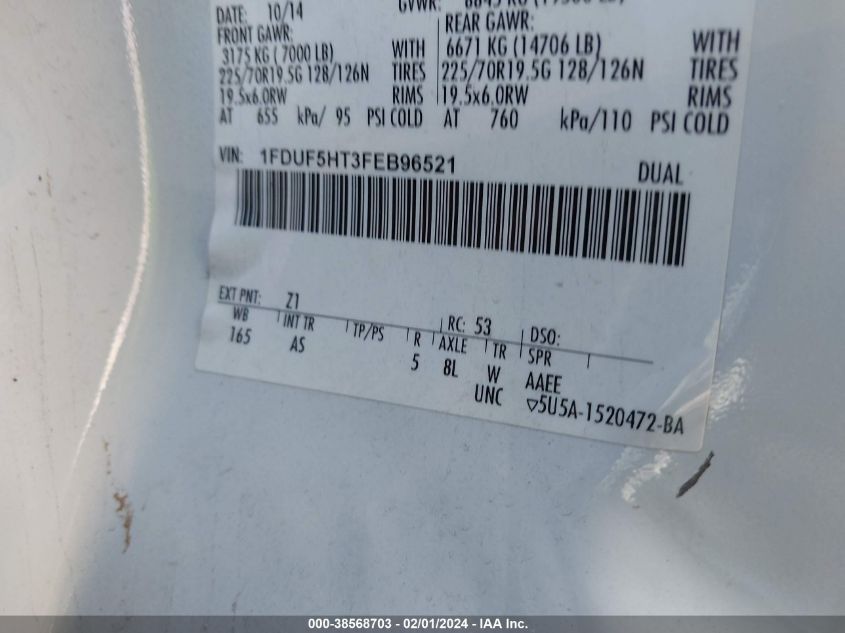 DATE: 10/14 GVWR:
FRONT GAWR: REAR GAWR:
3175 KG ( 7000 LB) WITH 6671 KG (14706 LB) WITH
225/70R19.5G 128/126N TIRES 225/70R19.5G 128/126N TIRES
19.5x6.0RW RIMS 19.5x6.0RW RIMS
AT 655 kPa/ 95 PSI COLD AT 760 kPa/110 PSI COLD
VIN: 1FDUF5HT3FEB96521 DUAL
EXT PNT: Z1 RC: 53 DSO:
WB INT TR TP/PS R AXLE TR SPR
165 AS 5 8L W AAEE
UNC ▽5U5A-1520472-BA
000-38568703 - 02/01/2024 - IAA Inc.